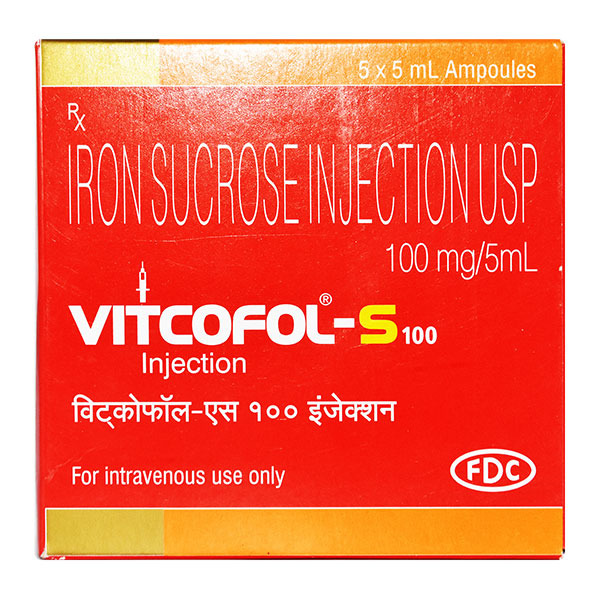 5 x 5 mL Ampoules
Rx
IRON SUCROSE INJECTION USP
100 mg/5mL
VITCOFOL®-S 100
Injection
विट्कोफॉल-एस १०० इंजेक्शन
For intravenous use only
FDC